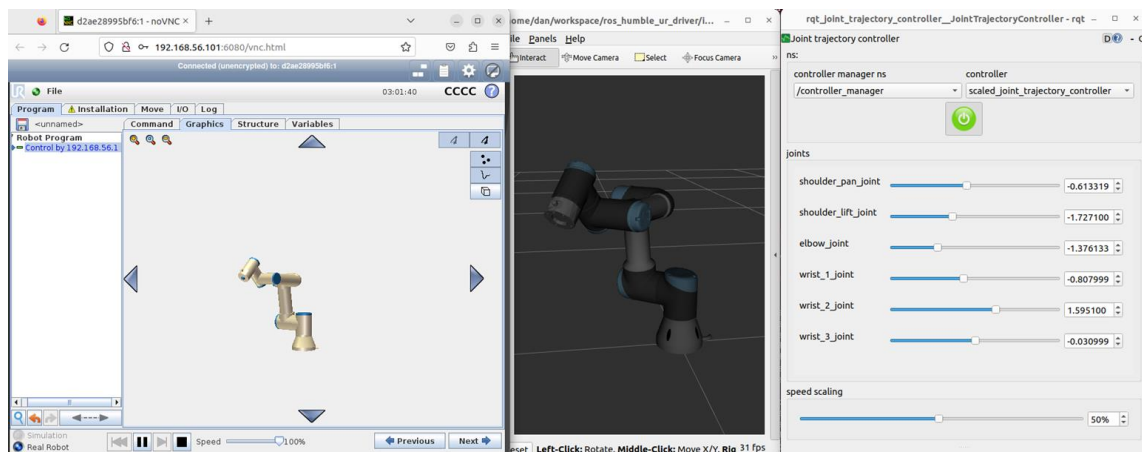 d2ae28995bf6:1 - noVNC
192.168.56.101:6080/vnc.html
Connected (unencrypted) to: d2ae28995bf6:1
File
03:01:40
CCCC
?
Program
Installation
Move
I/O
Log
<unnamed>
Command
Graphics
Structure
Variables
Robot Program
Control by 192.168.56.1
Simulation
Real Robot
Speed
100%
Previous
Next
ome/dan/workspace/ros_humble_ur_driver/i...
ile Panels Help
Interact
Move Camera
Select
Focus Camera
eset Left-Click: Rotate. Middle-Click: Move X/Y. Rig
31 fps
rqt_joint_trajectory_controller__JointTrajectoryController - rqt
Joint trajectory controller
D
ns:
controller manager ns
controller
/controller_manager
scaled_joint_trajectory_controller
joints
shoulder_pan_joint
-0.613319
shoulder_lift_joint
-1.727100
elbow_joint
-1.376133
wrist_1_joint
-0.807999
wrist_2_joint
1.595100
wrist_3_joint
-0.030999
speed scaling
50%